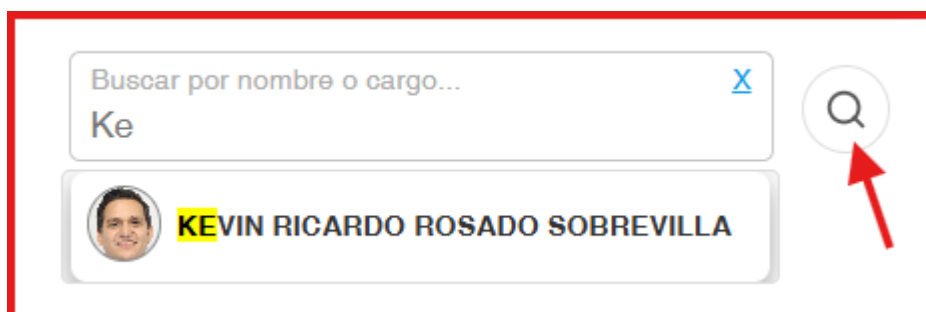 Buscar por nombre o cargo...
X
Ke
KEVIN RICARDO ROSADO SOBREVILLA